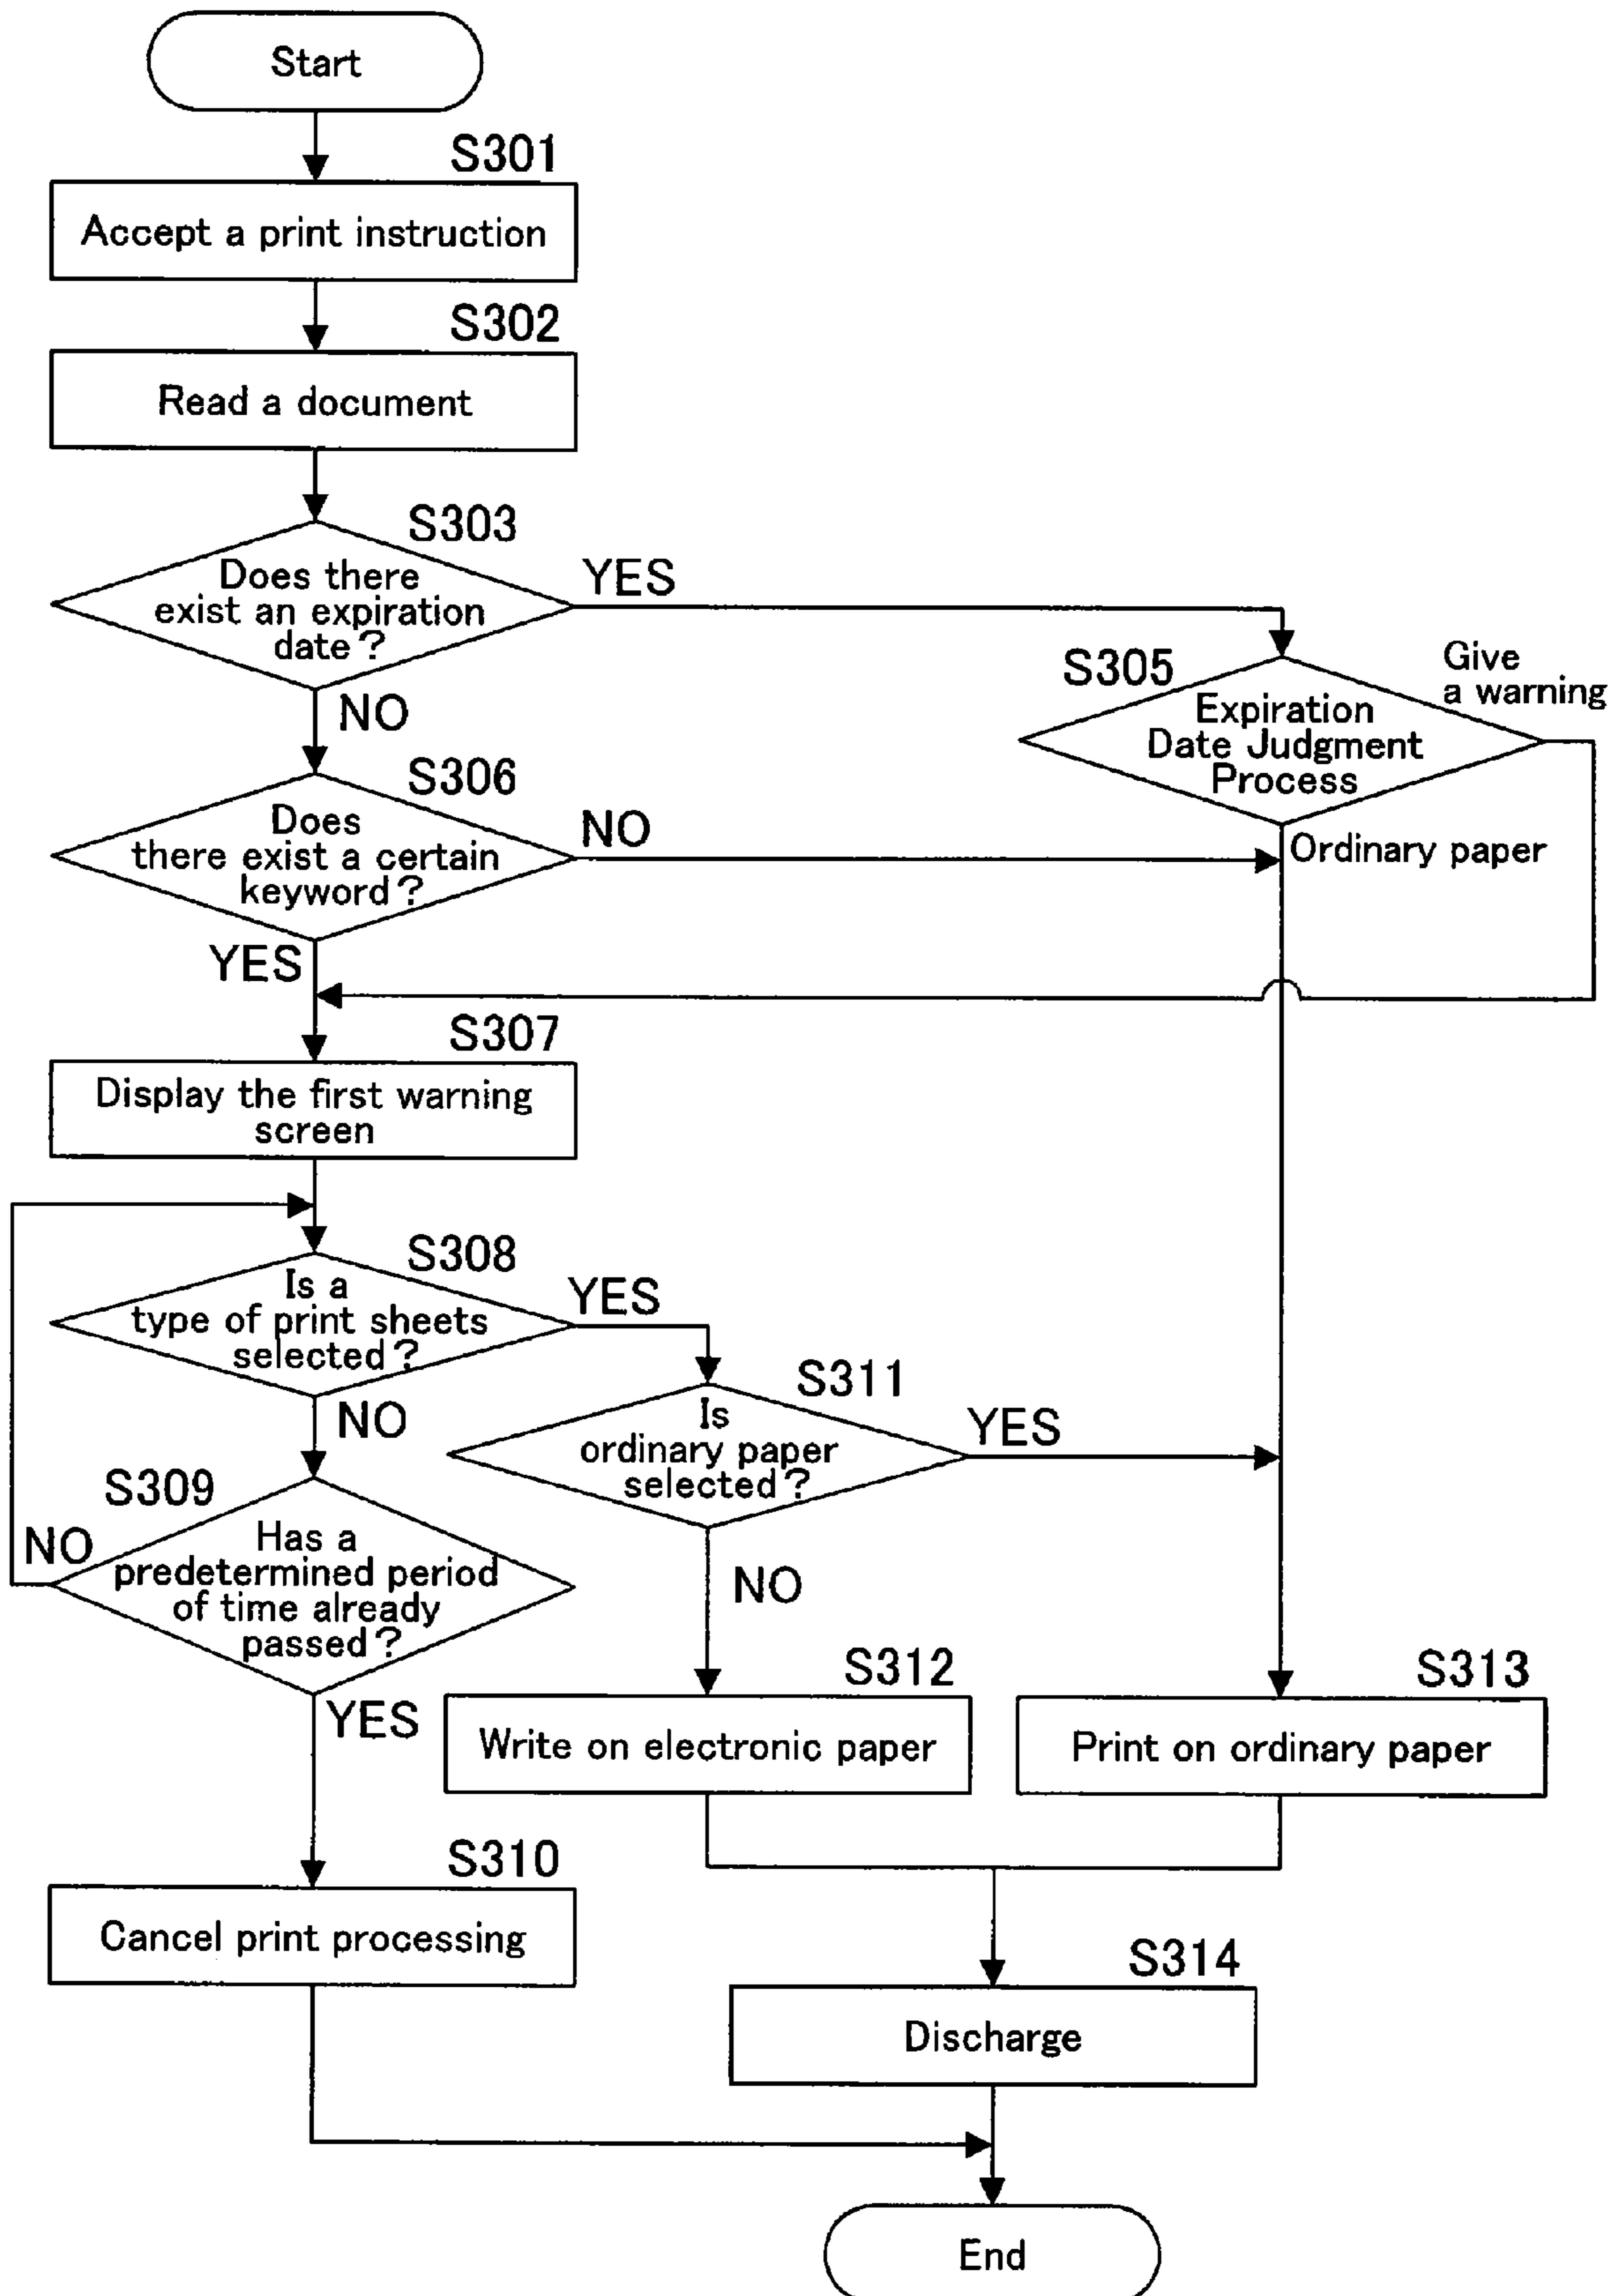 Start
S301
Accept a print instruction
S302
Read a document
S303
Does there
exist an expiration
date?
YES
NO
S305
Expiration
Date Judgment
Process
Give
a warning
Ordinary paper
S306
Does
there exist a certain
keyword?
NO
YES
S307
Display the first warning
screen
S308
Is a
type of print sheets
selected?
YES
NO
S311
Is
ordinary paper
selected?
YES
NO
S309
Has a
predetermined period
of time already
passed?
NO
YES
S312
Write on electronic paper
S313
Print on ordinary paper
S310
Cancel print processing
S314
Discharge
End